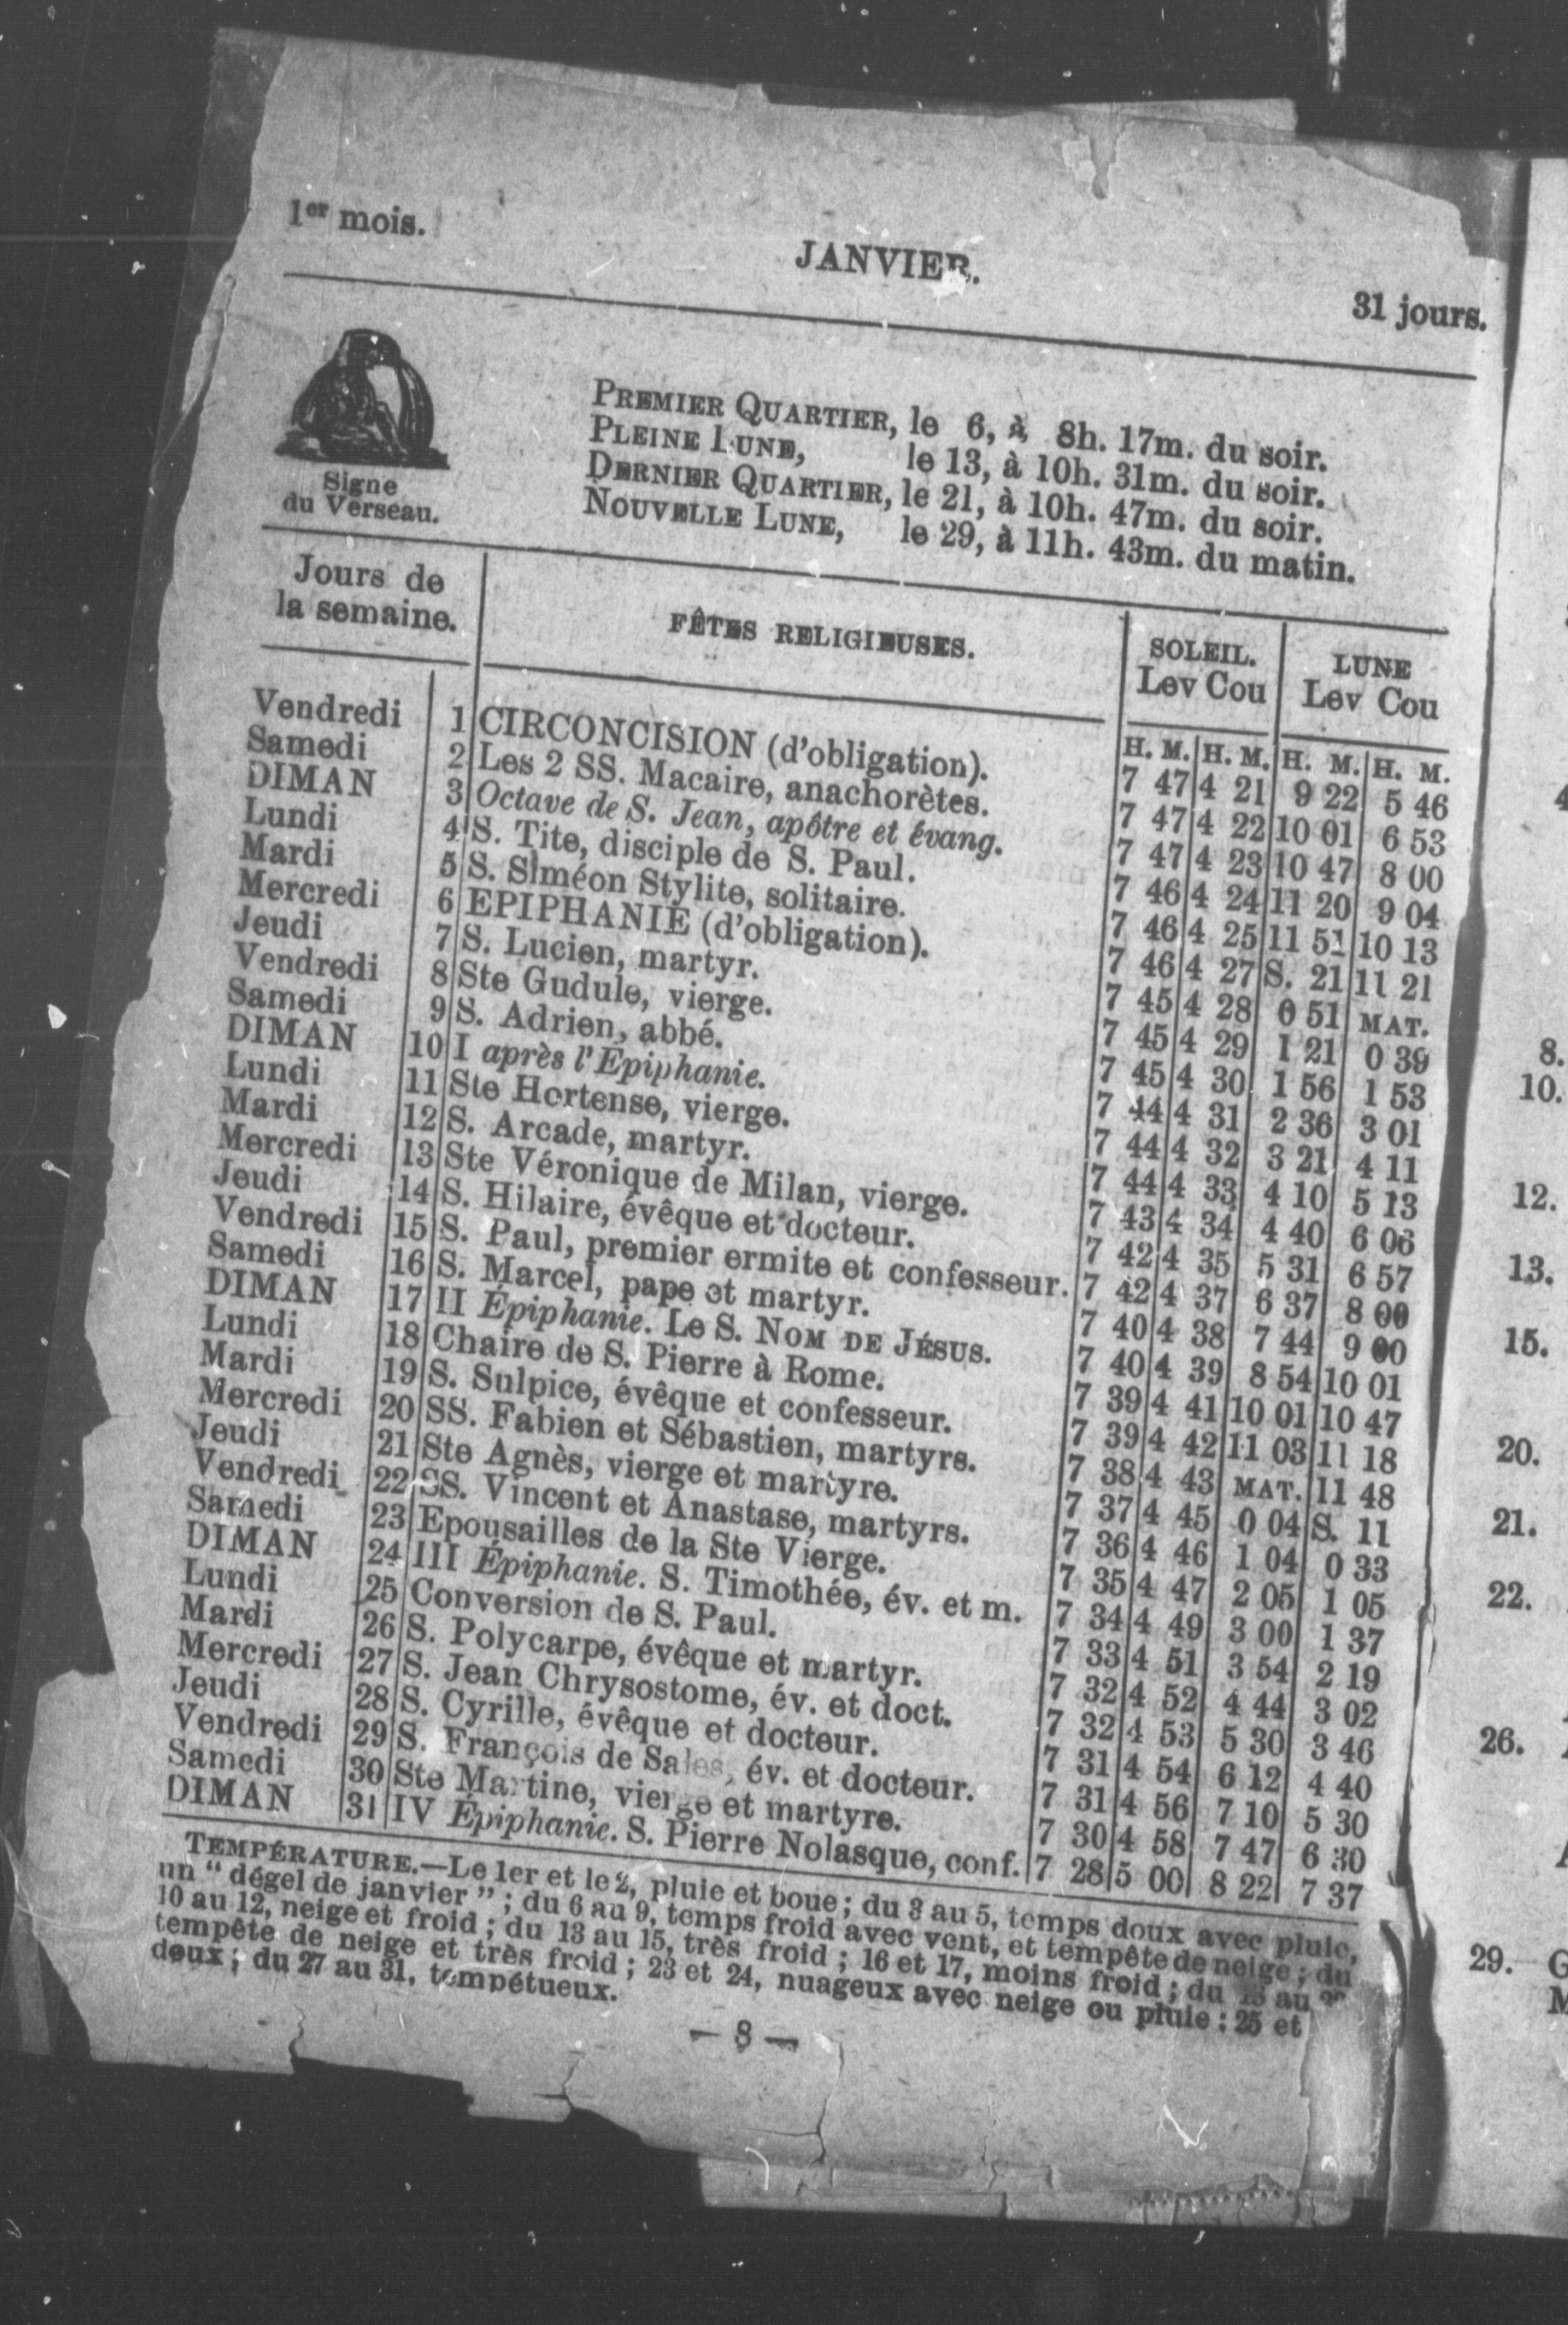 1er mois.
JANVIER.
31 jours.
Signe
du Verseau.
PREMIER QUARTIER, le 6, à 8h. 17m. du soir.
PLEINE LUNE, le 13, à 10h. 31m. du soir.
DERNIER QUARTIER, le 21, à 10h. 47m. du soir.
NOUVELLE LUNE, le 29, à 11h. 43m. du matin.
Jours de
la semaine.
FÊTES RELIGIEUSES.
SOLEIL. LUNE
Lev Cou Lev Cou
H. M. H. M. H. M. H. M.
Vendredi 1 CIRCONCISION (d'obligation). 7 47 4 21 9 22 5 46
Samedi 2 Les 2 SS. Macaire, anachorètes. 7 47 4 22 10 01 6 53
DIMAN 3 Octave de S. Jean, apôtre et évang. 7 47 4 23 10 47 8 00
Lundi 4 S. Tite, disciple de S. Paul. 7 46 4 24 11 20 9 04
Mardi 5 S. Siméon Stylite, solitaire. 7 46 4 25 11 51 10 13
Mercredi 6 EPIPHANIE (d'obligation). 7 46 4 27 S. 21 11 21
Jeudi 7 S. Lucien, martyr. 7 45 4 28 0 51 MAT.
Vendredi 8 Ste Gudule, vierge. 7 45 4 29 1 21 0 39
Samedi 9 S. Adrien, abbé. 7 45 4 30 1 56 1 53
DIMAN 10 I après l'Épiphanie. 7 44 4 31 2 36 3 01
Lundi 11 Ste Hortense, vierge. 7 44 4 32 3 21 4 11
Mardi 12 S. Arcade, martyr. 7 44 4 33 4 10 5 13
Mercredi 13 Ste Véronique de Milan, vierge. 7 43 4 34 4 40 6 06
Jeudi 14 S. Hilaire, évêque et docteur. 7 42 4 35 5 31 6 57
Vendredi 15 S. Paul, premier ermite et confesseur. 7 42 4 37 6 37 8 00
Samedi 16 S. Marcel, pape et martyr. 7 40 4 38 7 44 9 00
DIMAN 17 II Épiphanie. Le S. NOM DE JÉSUS. 7 40 4 39 8 54 10 01
Lundi 18 Chaire de S. Pierre à Rome. 7 39 4 41 10 01 10 47
Mardi 19 S. Sulpice, évêque et confesseur. 7 39 4 42 11 03 11 18
Mercredi 20 SS. Fabien et Sébastien, martyrs. 7 38 4 43 MAT. 11 48
Jeudi 21 Ste Agnès, vierge et martyre. 7 37 4 45 0 04 S. 11
Vendredi 22 SS. Vincent et Anastase, martyrs. 7 36 4 46 1 04 0 33
Samedi 23 Epousailles de la Ste Vierge. 7 35 4 47 2 05 1 05
DIMAN 24 III Épiphanie. S. Timothée, év. et m. 7 34 4 49 3 00 1 37
Lundi 25 Conversion de S. Paul. 7 33 4 51 3 54 2 19
Mardi 26 S. Polycarpe, évêque et martyr. 7 32 4 52 4 44 3 02
Mercredi 27 S. Jean Chrysostome, év. et doct. 7 32 4 53 5 30 3 46
Jeudi 28 S. Cyrille, évêque et docteur. 7 31 4 54 6 12 4 40
Vendredi 29 S. François de Sales, év. et docteur. 7 31 4 56 7 10 5 30
Samedi 30 Ste Martine, vierge et martyre. 7 30 4 58 7 47 6 30
DIMAN 31 IV Épiphanie. S. Pierre Nolasque, conf. 7 28 5 00 8 22 7 37
TEMPÉRATURE.—Le 1er et le 2, pluie et boue; du 3 au 5, temps doux avec pluie,
un "dégel de janvier"; du 6 au 9, temps froid avec vent, et tempête de neige; du
10 au 12, neige et froid; du 13 au 15, très froid; 16 et 17, moins froid; du 18 au
tempête de neige et très froid; 23 et 24, nuageux avec neige ou pluie; 25 et
doux; du 27 au 31, tempétueux.
— 8 —
8.
10.
12.
13.
15.
20.
21.
22.
26.
29. G
M